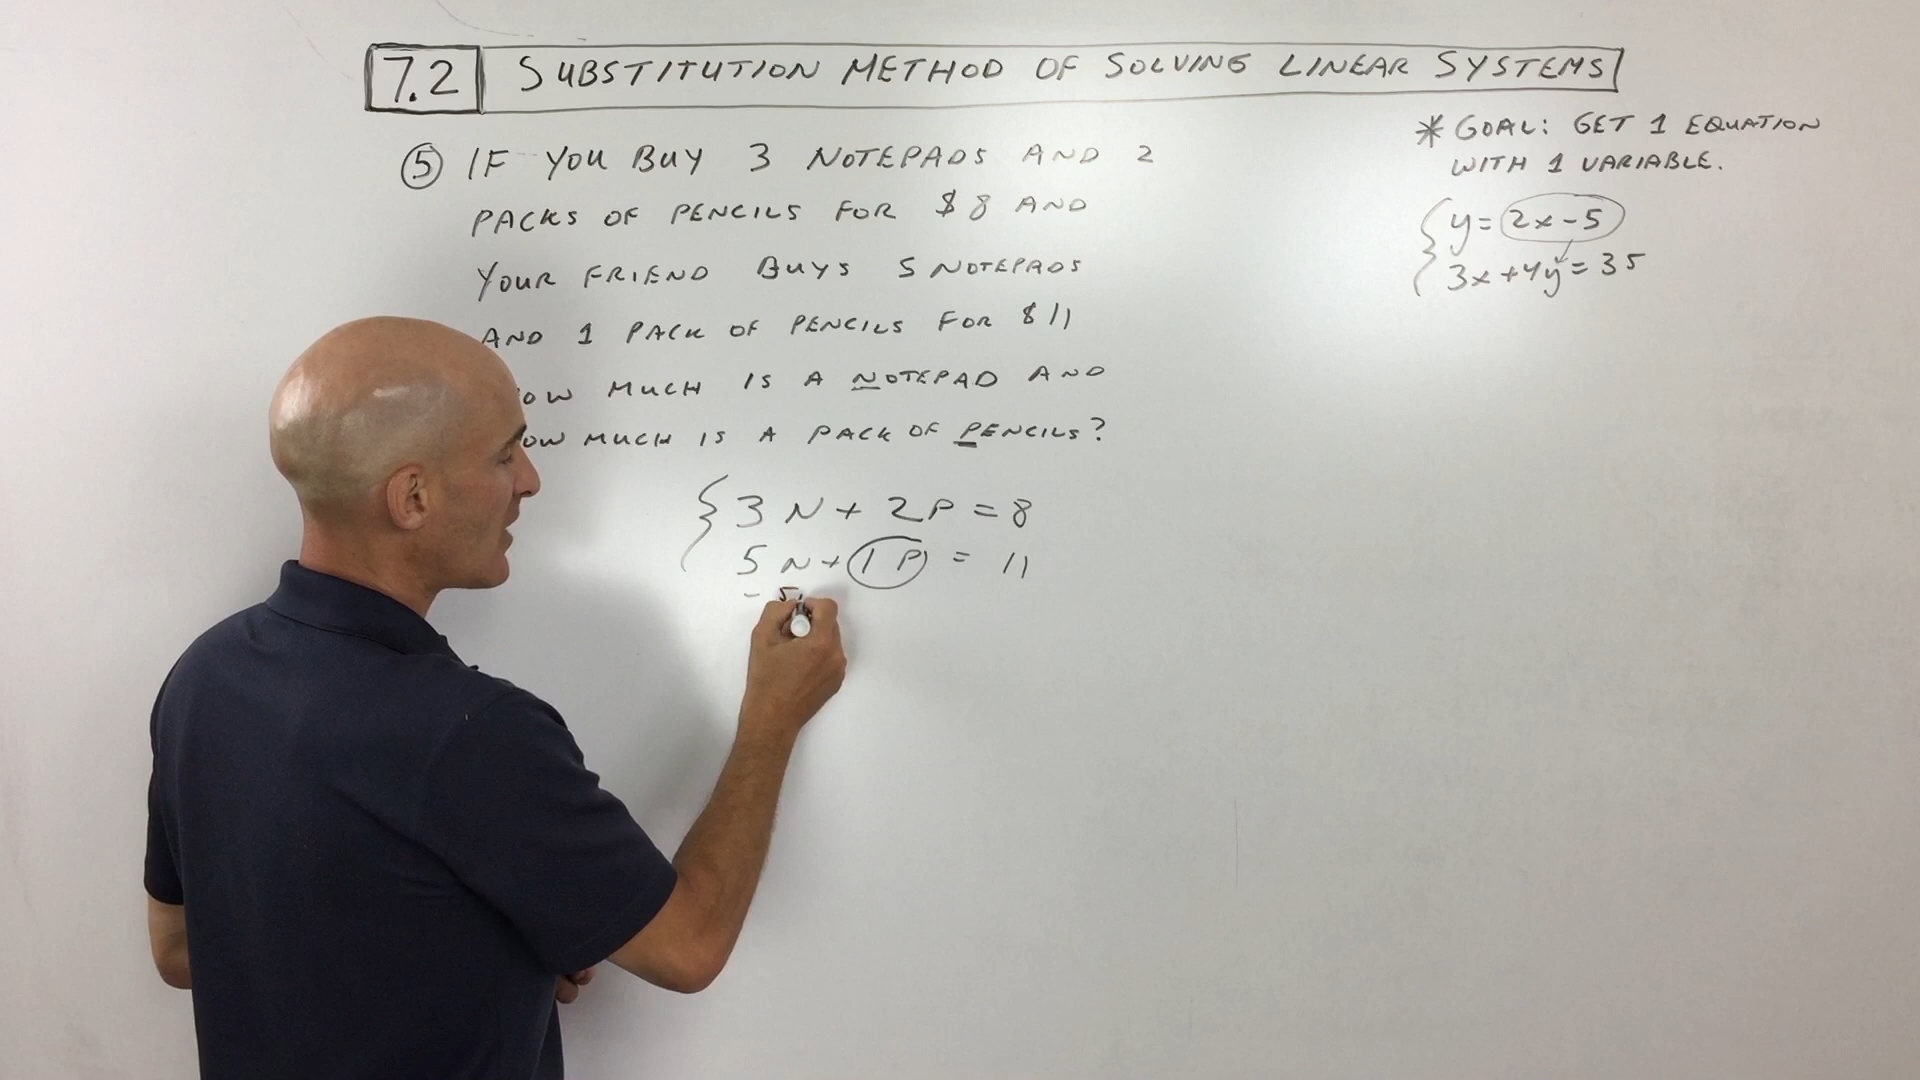 7.2 SUBSTITUTION METHOD OF SOLVING LINEAR SYSTEMS
* GOAL: GET 1 EQUATION
WITH 1 VARIABLE.
{ y = 2x - 5
3x + 4y = 35
5 IF YOU BUY 3 NOTEPADS AND 2
PACKS OF PENCILS FOR $8 AND
YOUR FRIEND BUYS 5 NOTEPADS
AND 1 PACK OF PENCILS FOR $11
MUCH IS A NOTEPAD AND
MUCH IS A PACK OF PENCILS?
{ 3N + 2P = 8
5N + 1P = 11
- 5